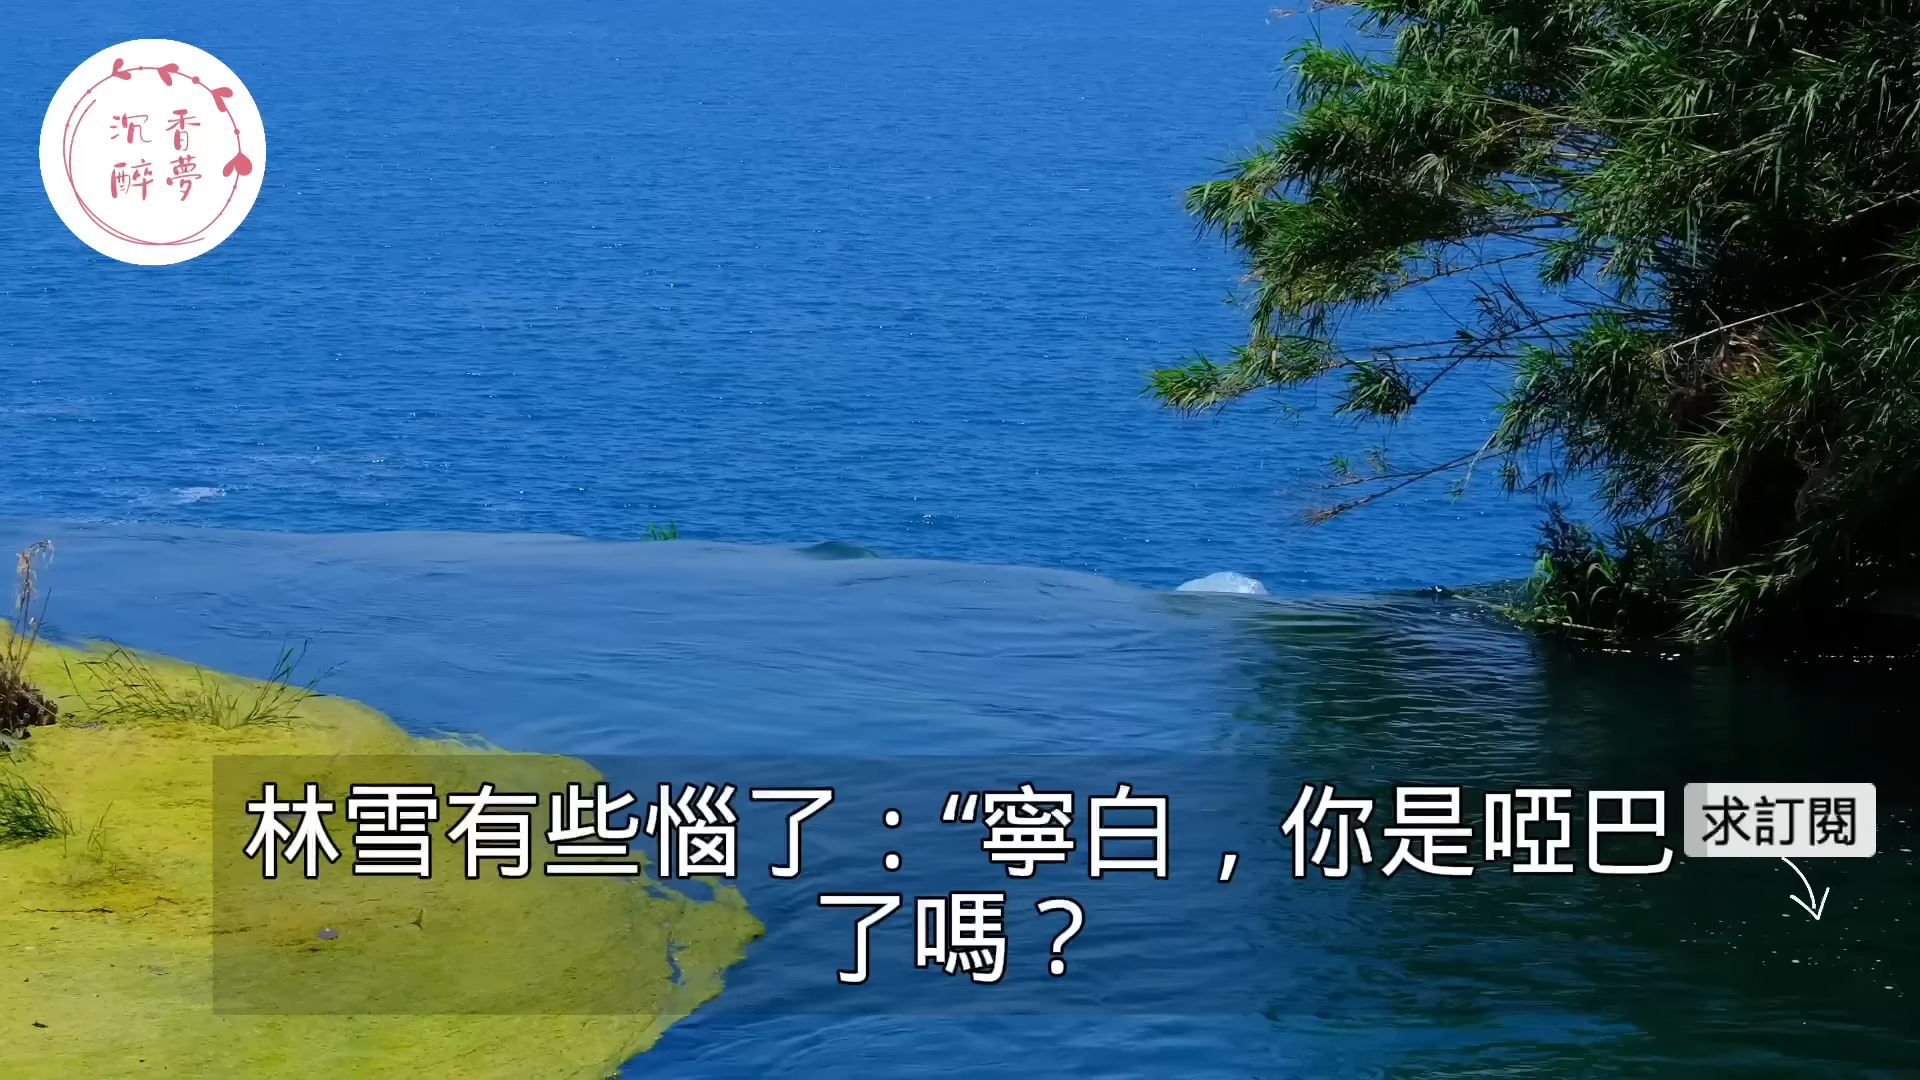 沉香
醉夢
林雪有些惱了：“寧白，你是啞巴
了嗎？
求訂閱